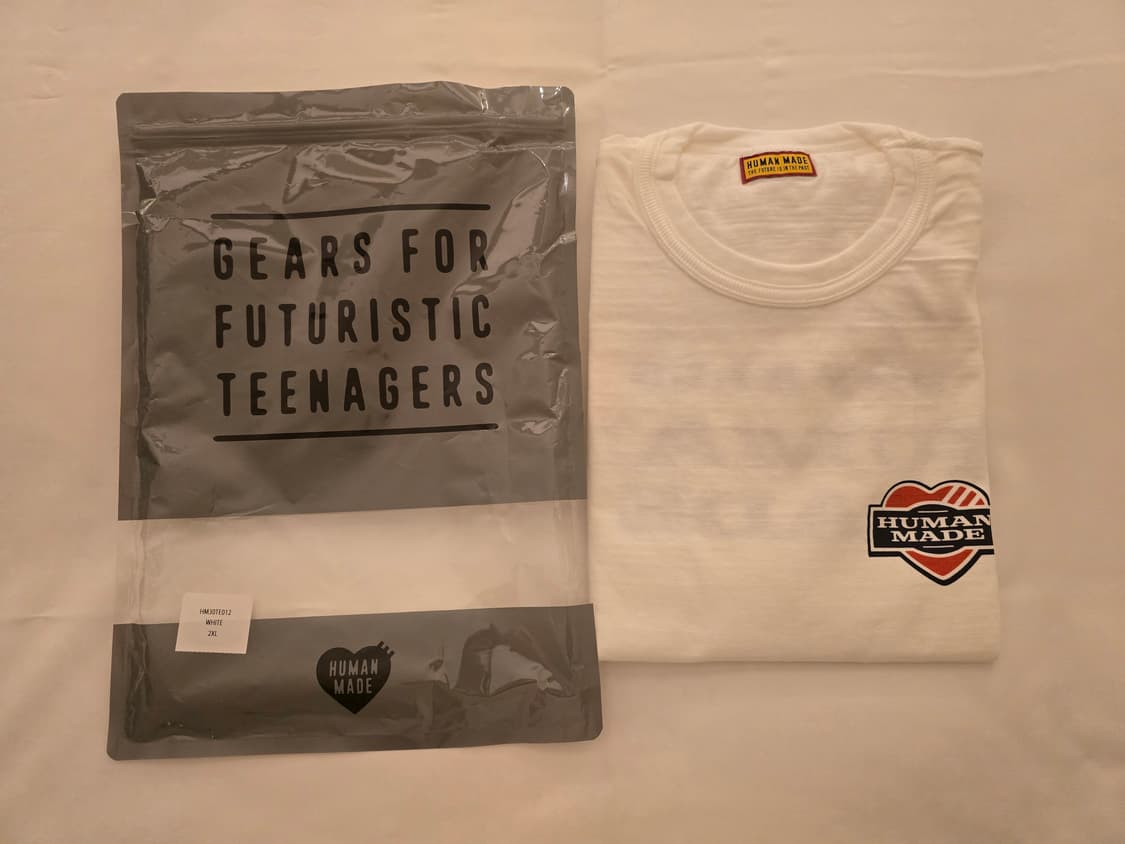 GEARS FOR
FUTURISTIC
TEENAGERS
HM30TE012
WHITE
2XL
HUMAN
MADE
HUMAN MADE
THE FUTURE IS IN THE PAST
HUMAN
MADE